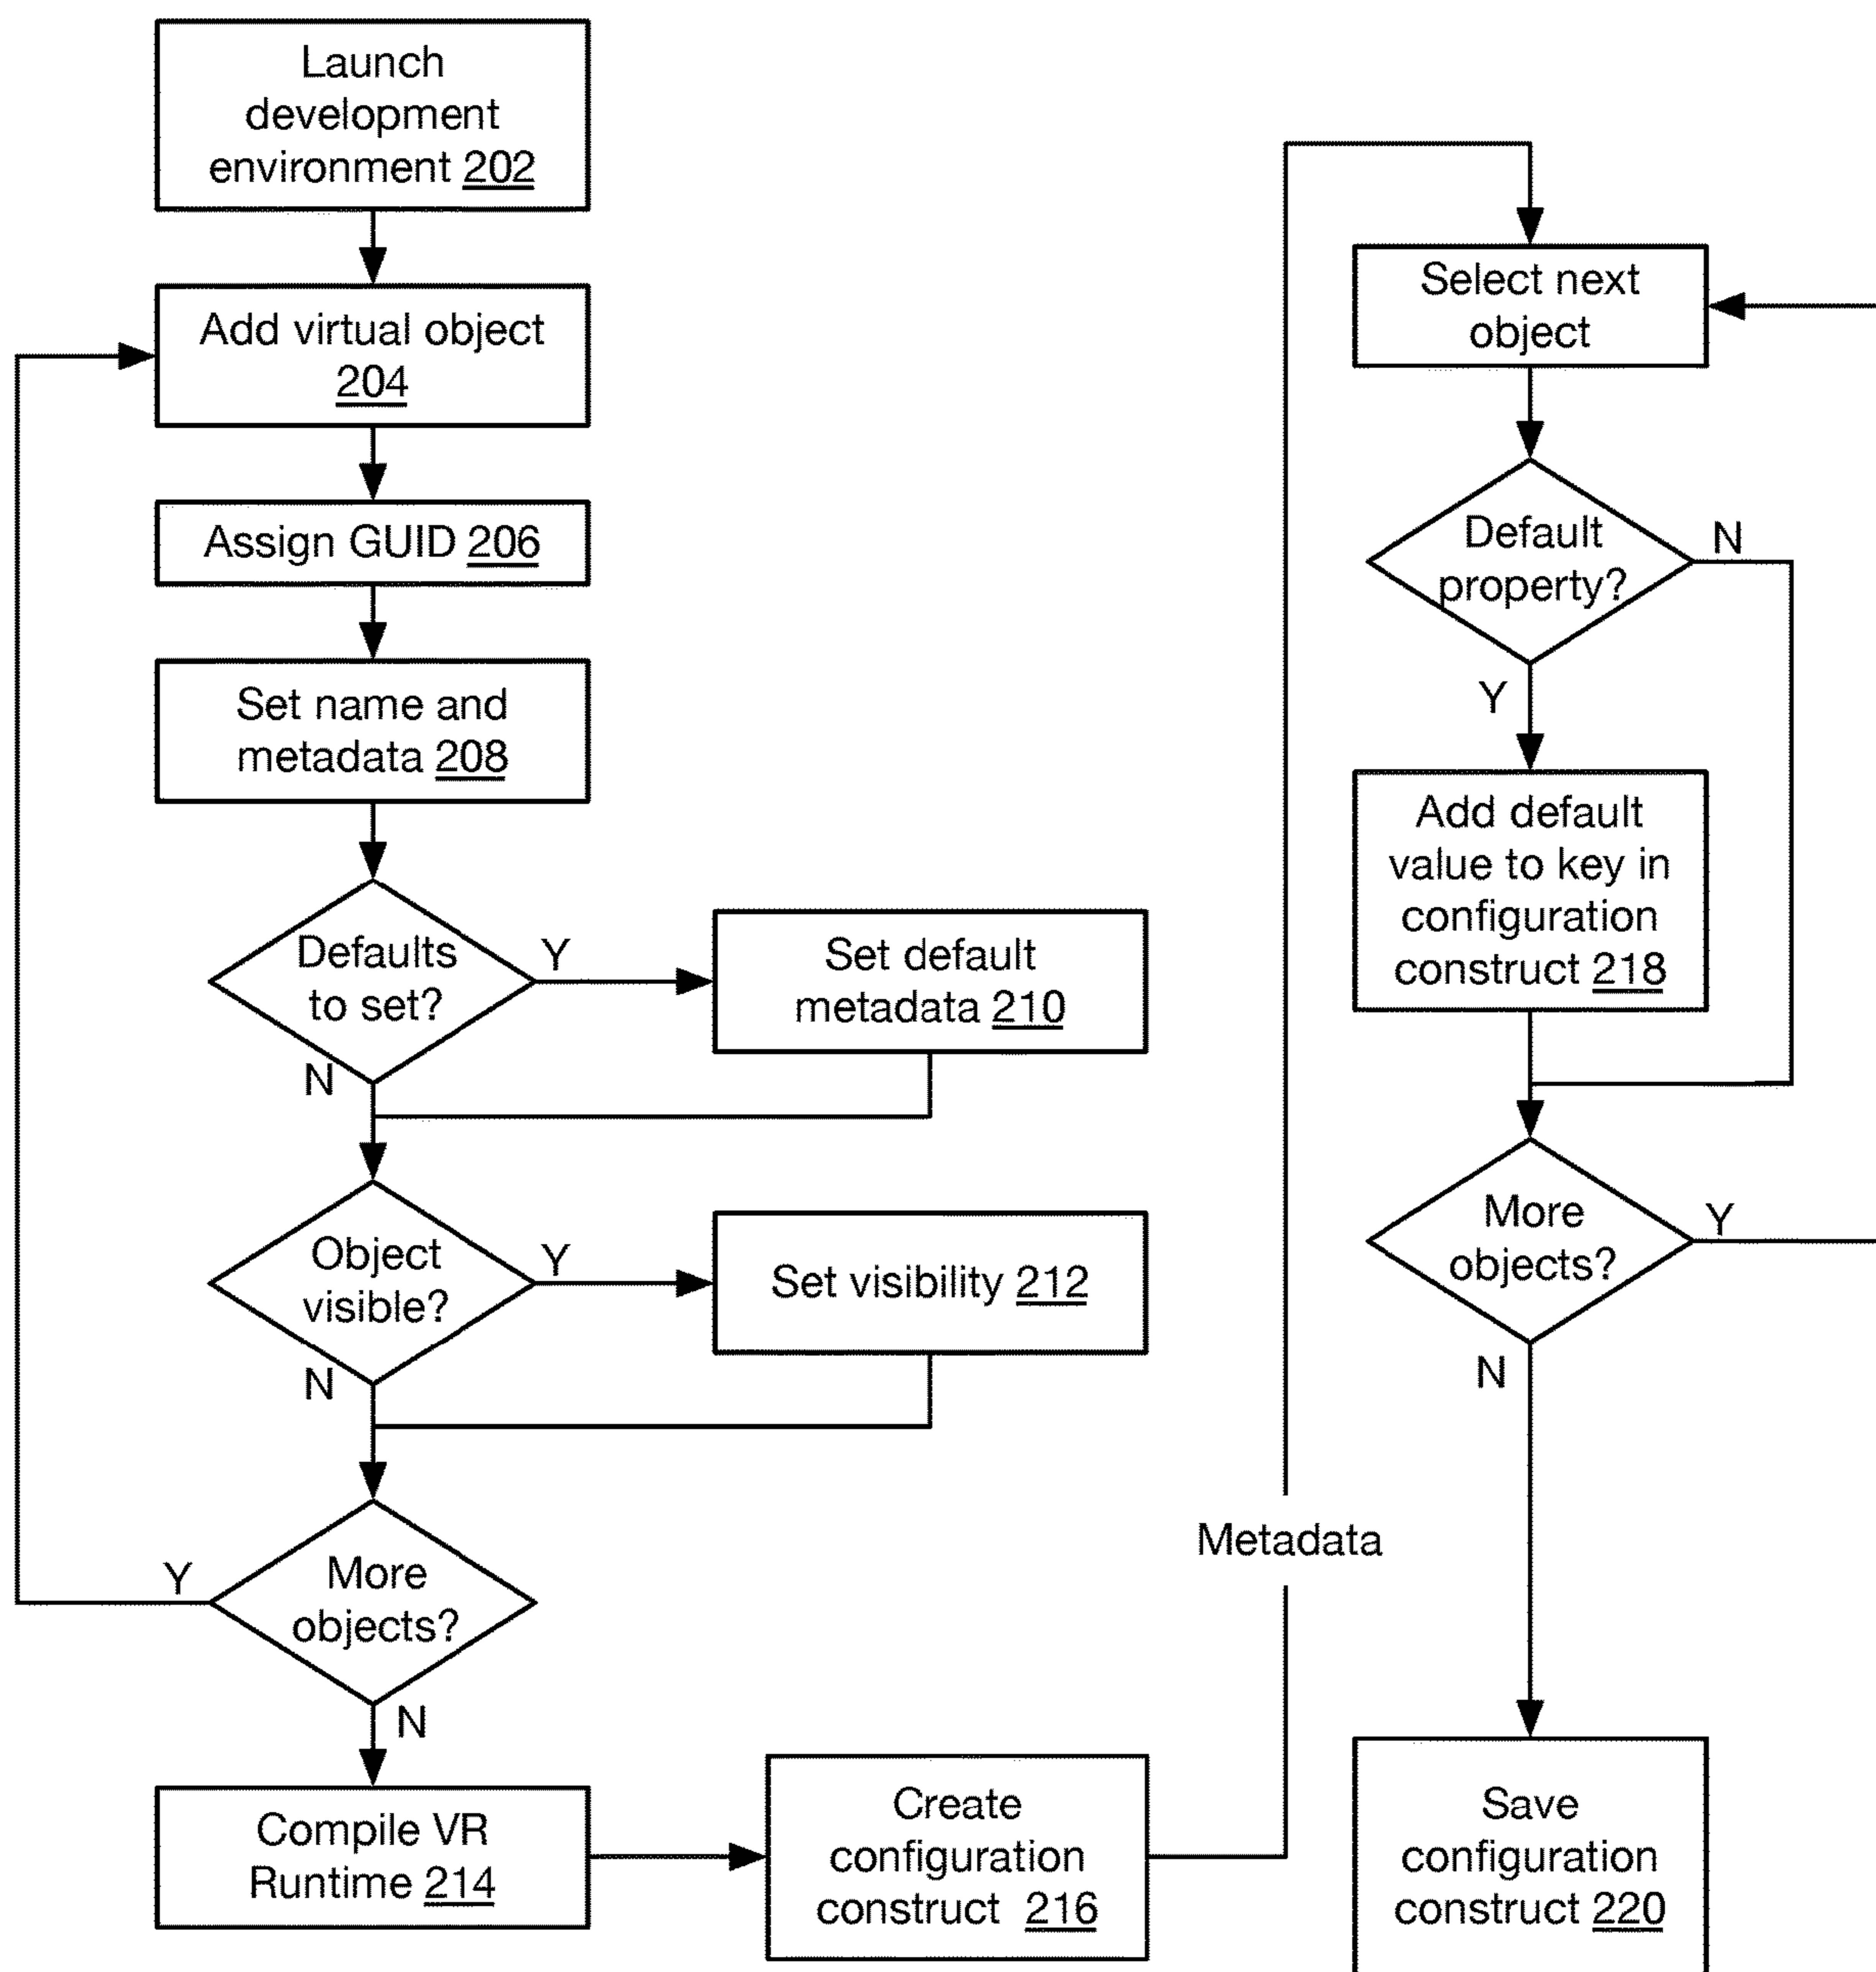 Launch
development
environment 202
Add virtual object
204
Assign GUID 206
Set name and
metadata 208
Defaults
to set?
Y
N
Set default
metadata 210
Object
visible?
Y
N
Set visibility 212
More
objects?
Y
N
Compile VR
Runtime 214
Create
configuration
construct 216
Metadata
Select next
object
Default
property?
N
Y
Add default
value to key in
configuration
construct 218
More
objects?
Y
N
Save
configuration
construct 220